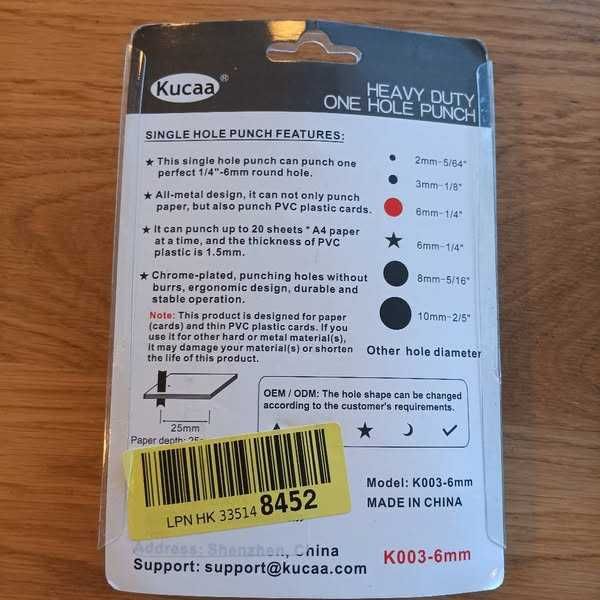 Kucaa®
HEAVY DUTY
ONE HOLE PUNCH
SINGLE HOLE PUNCH FEATURES:
★ This single hole punch can punch one
perfect 1/4"-6mm round hole.
★ All-metal design, it can not only punch
paper, but also punch PVC plastic cards.
★ It can punch up to 20 sheets * A4 paper
at a time, and the thickness of PVC
plastic is 1.5mm.
★ Chrome-plated, punching holes without
burrs, ergonomic design, durable and
stable operation.
Note: This product is designed for paper
(cards) and thin PVC plastic cards. If you
use it for other hard or metal material(s),
it may damage your material(s) or shorten
the life of this product.
2mm-5/64"
3mm-1/8"
6mm-1/4"
6mm-1/4"
8mm-5/16"
10mm-2/5"
Other hole diameter
25mm
Paper depth:
OEM / ODM: The hole shape can be changed
according to the customer's requirements.
LPN HK 33514 8452
Model: K003-6mm
MADE IN CHINA
Address: Shenzhen, China
Support: support@kucaa.com
K003-6mm